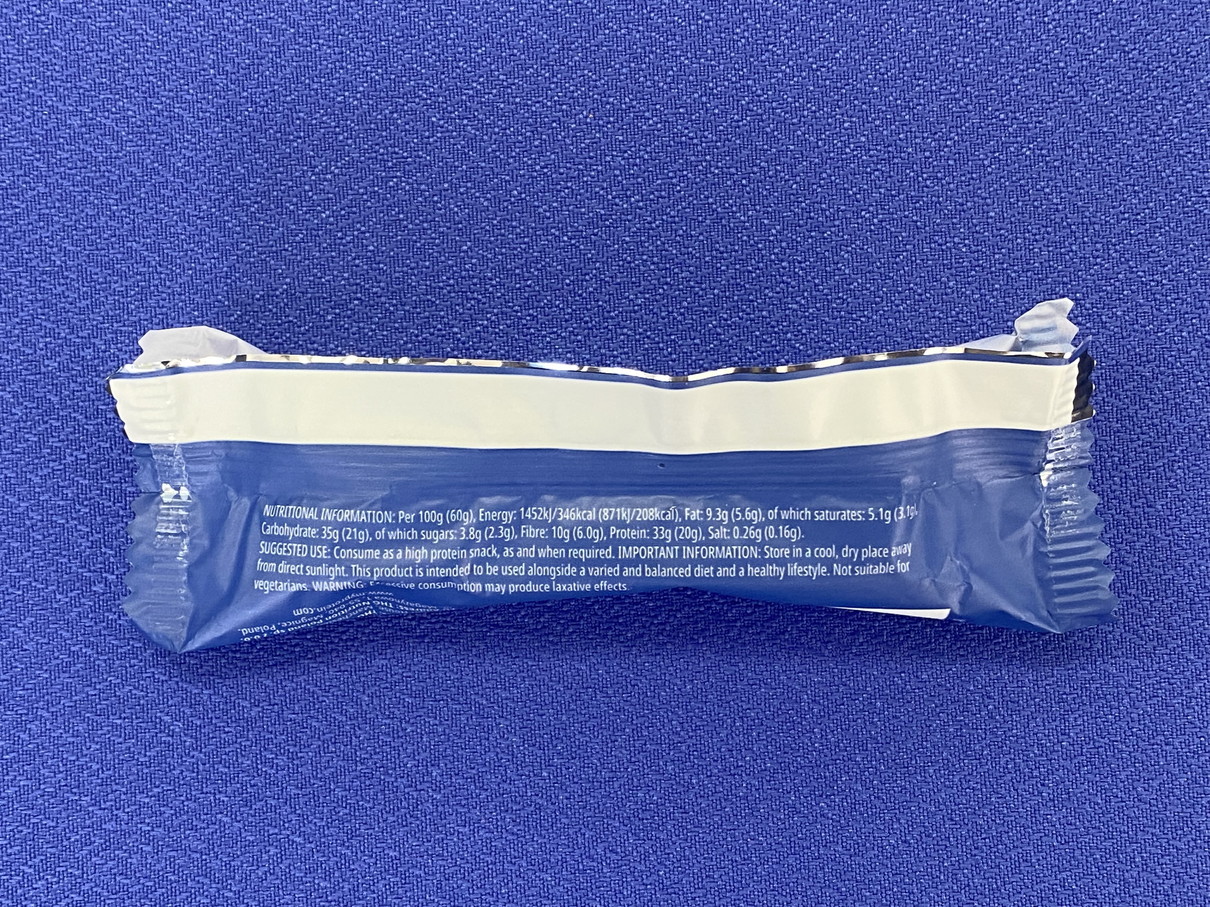 NUTRITIONAL INFORMATION: Per 100g (60g), Energy: 1452kJ/346kcal (871kJ/208kcal), Fat: 9.3g (5.6g), of which saturates: 5.1g (3.1g),
Carbohydrate: 35g (21g), of which sugars: 3.8g (2.3g), Fibre: 10g (6.0g), Protein: 33g (20g), Salt: 0.26g (0.16g).
SUGGESTED USE: Consume as a high protein snack, as and when required. IMPORTANT INFORMATION: Store in a cool, dry place away
from direct sunlight. This product is intended to be used alongside a varied and balanced diet and a healthy lifestyle. Not suitable for
vegetarians. WARNING: Excessive consumption may produce laxative effects.
Magnice, Poland.